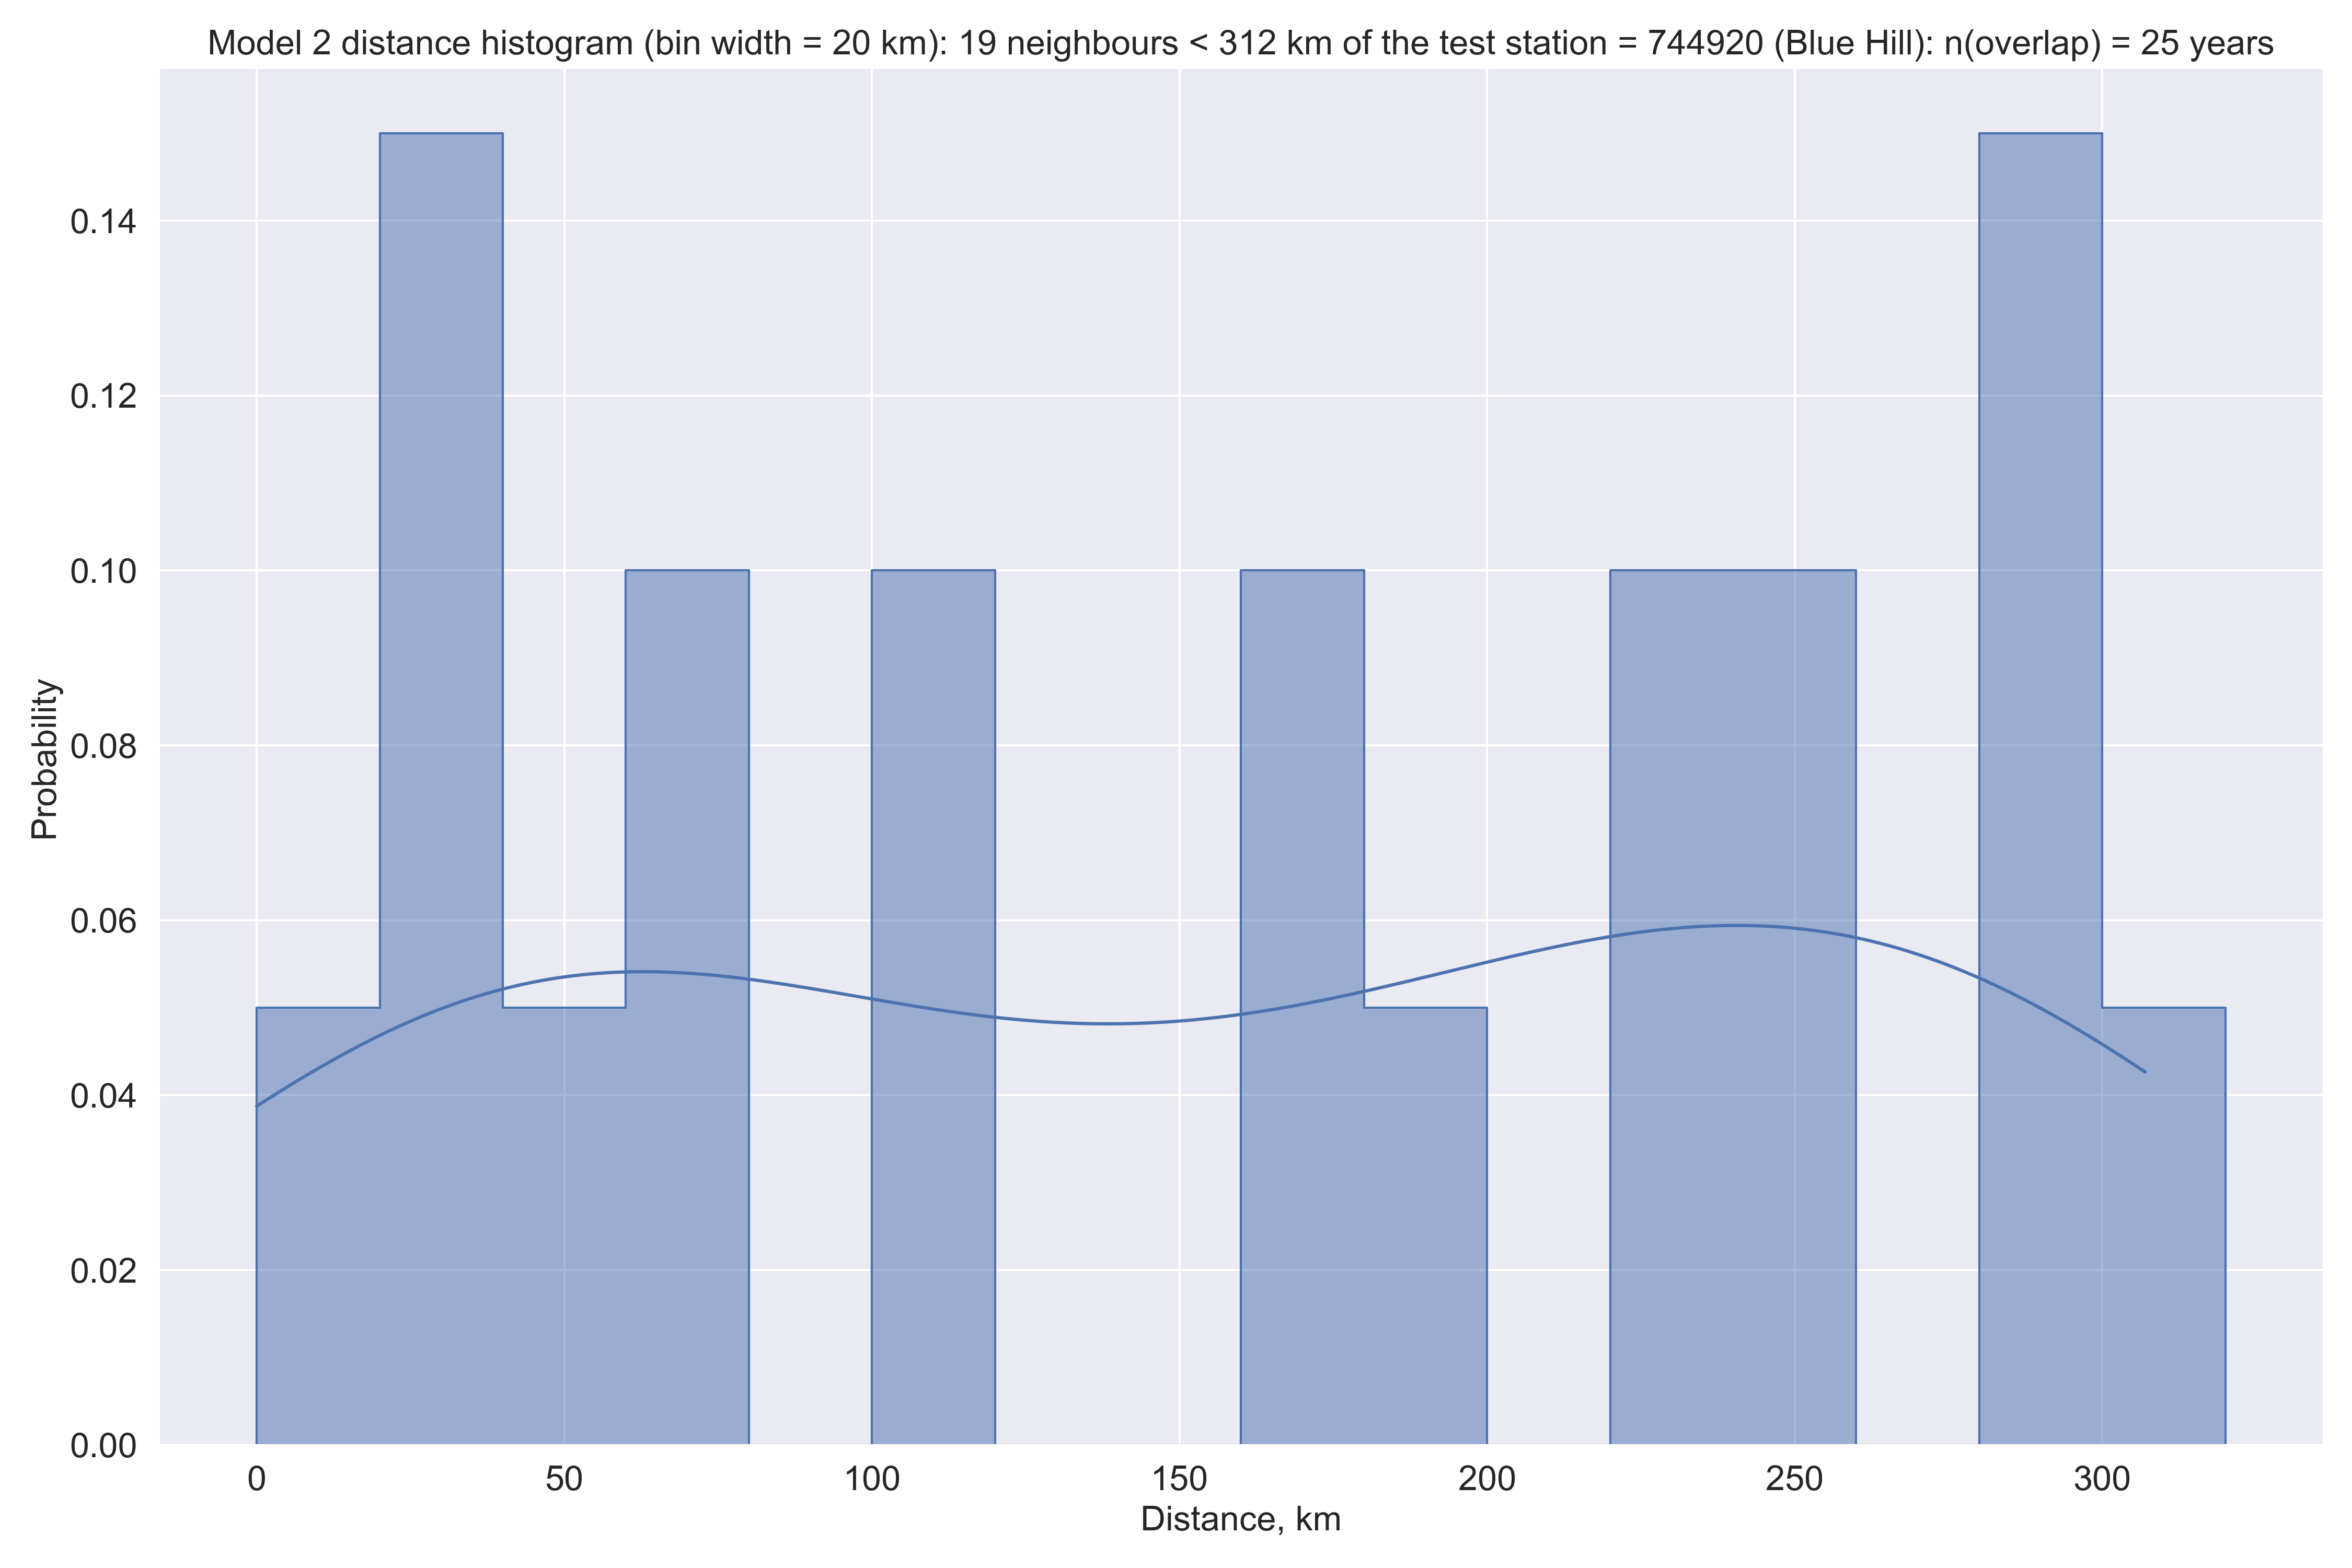 Model 2 distance histogram (bin width = 20 km): 19 neighbours < 312 km of the test station = 744920 (Blue Hill): n(overlap) = 25 years
0.14
0.12
0.10
0.08
0.06
0.04
0.02
0.00
Probability
0 50 100 150 200 250 300
Distance, km